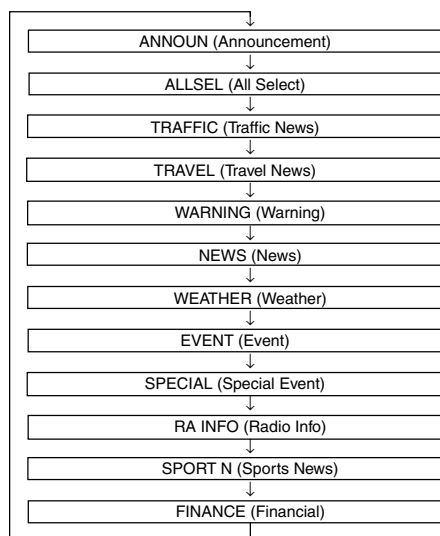 ANNOUN (Announcement)
ALLSEL (All Select)
TRAFFIC (Traffic News)
TRAVEL (Travel News)
WARNING (Warning)
NEWS (News)
WEATHER (Weather)
EVENT (Event)
SPECIAL (Special Event)
RA INFO (Radio Info)
SPORT N (Sports News)
FINANCE (Financial)